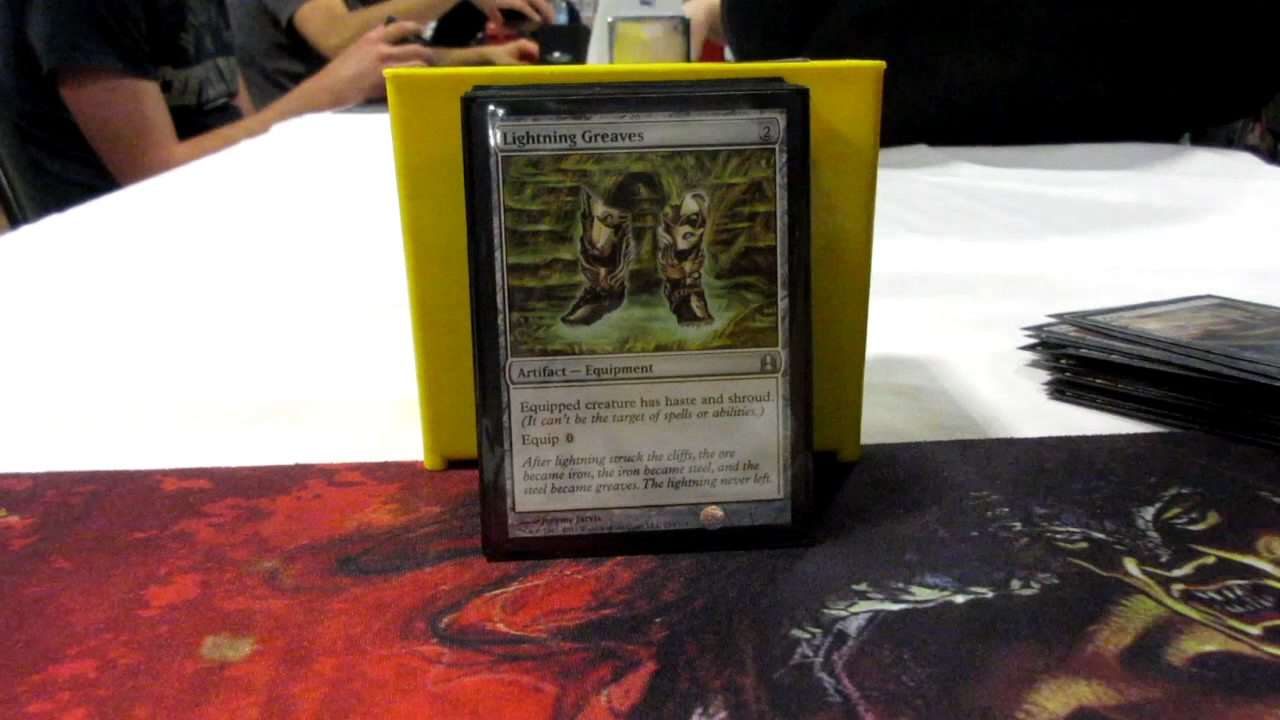 Lightning Greaves 2
Artifact — Equipment
Equipped creature has haste and shroud.
(It can't be the target of spells or abilities.)
Equip 0
After lightning struck the cliffs, the ore
became iron, the iron became steel, and the
steel became greaves. The lightning never left.
Jeremy Jarvis